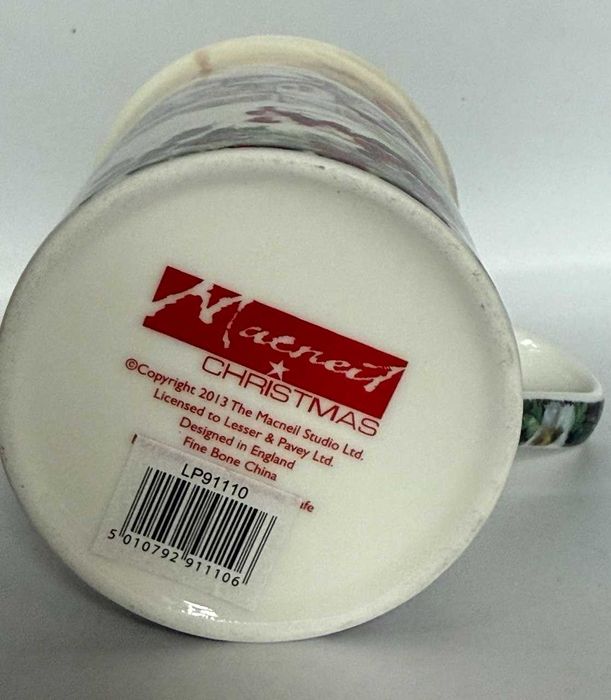 Macneil
CHRISTMAS
©Copyright 2013 The Macneil Studio Ltd.
Licensed to Lesser & Pavey Ltd.
Designed in England
Fine Bone China
LP91110
5 010792 911106